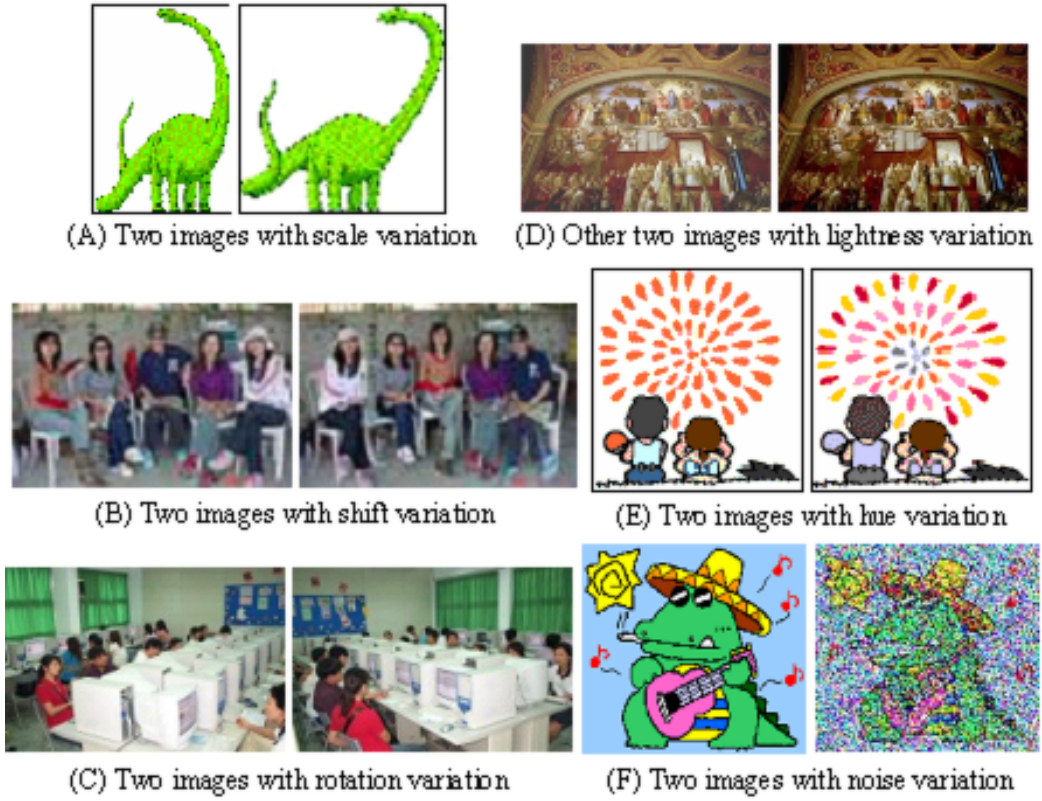 (A) Two images with scale variation
(D) Other two images with lightness variation
(B) Two images with shift variation
(E) Two images with hue variation
(C) Two images with rotation variation
(F) Two images with noise variation